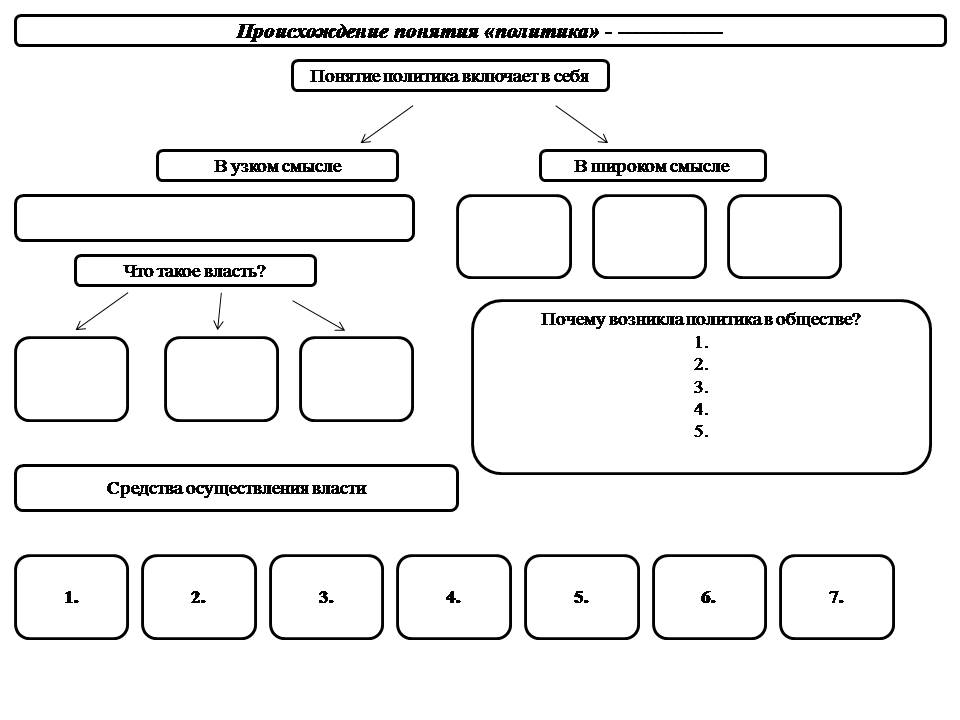 Происхождение понятия «политика» - ——————
Понятие политика включает в себя
В узком смысле
В широком смысле
Что такое власть?
Почему возникла политика в обществе?
1.
2.
3.
4.
5.
Средства осуществления власти
1.
2.
3.
4.
5.
6.
7.